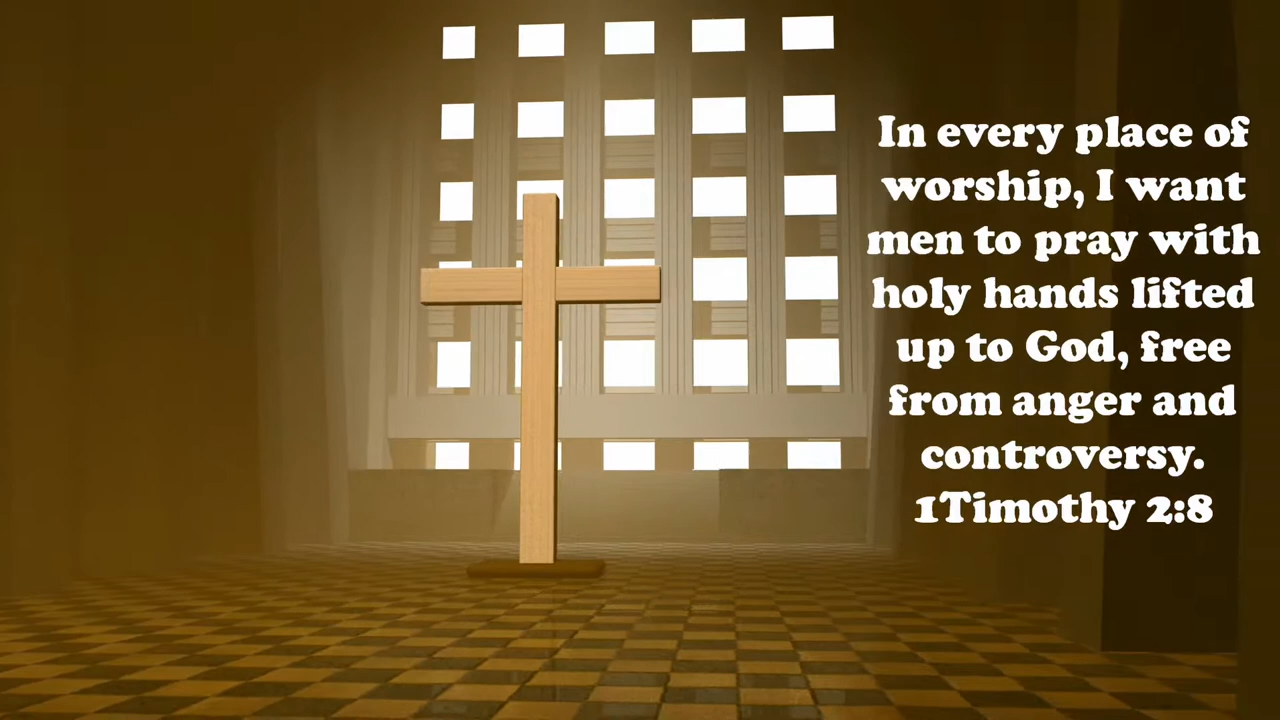 In every place of
worship, I want
men to pray with
holy hands lifted
up to God, free
from anger and
controversy.
1Timothy 2:8